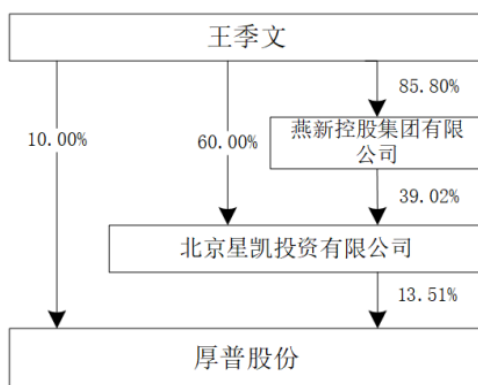 王季文
85.80%
10.00%
60.00%
燕新控股集团有限
公司
39.02%
北京星凯投资有限公司
13.51%
厚普股份